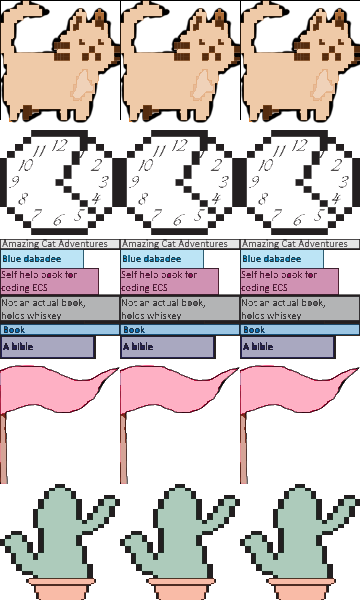 12 12 12
11 11 11
10 2 10 2 10 2
9 3 9 3 9 3
8 4 8 4 8 4
7 5 7 5 7 5
6 6 6
Amazing Cat Adventures Amazing Cat Adventures Amazing Cat Adventures
Blue dabadee Blue dabadee Blue dabadee
Self help book for Self help book for Self help book for
coding ECS coding ECS coding ECS
Not an actual book, Not an actual book, Not an actual book,
holds whiskey holds whiskey holds whiskey
Book Book Book
A bible A bible A bible